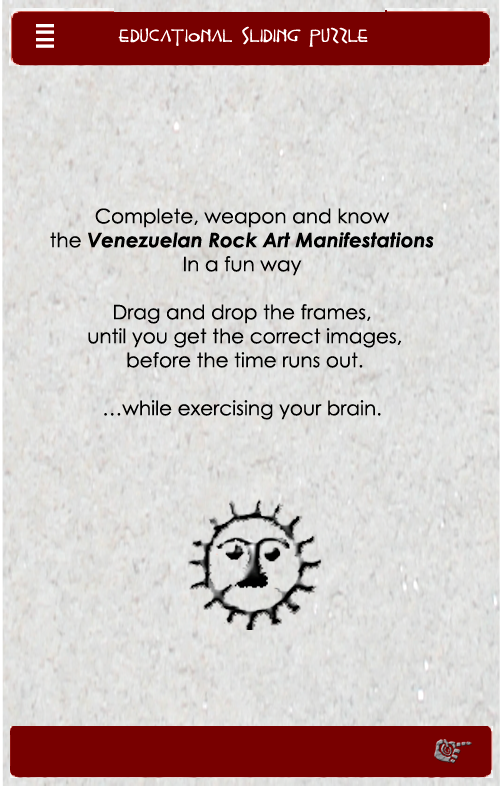 EDUCATIONAL SLIDING PUZZLE
Complete, weapon and know
the Venezuelan Rock Art Manifestations
In a fun way
Drag and drop the frames,
until you get the correct images,
before the time runs out.
...while exercising your brain.